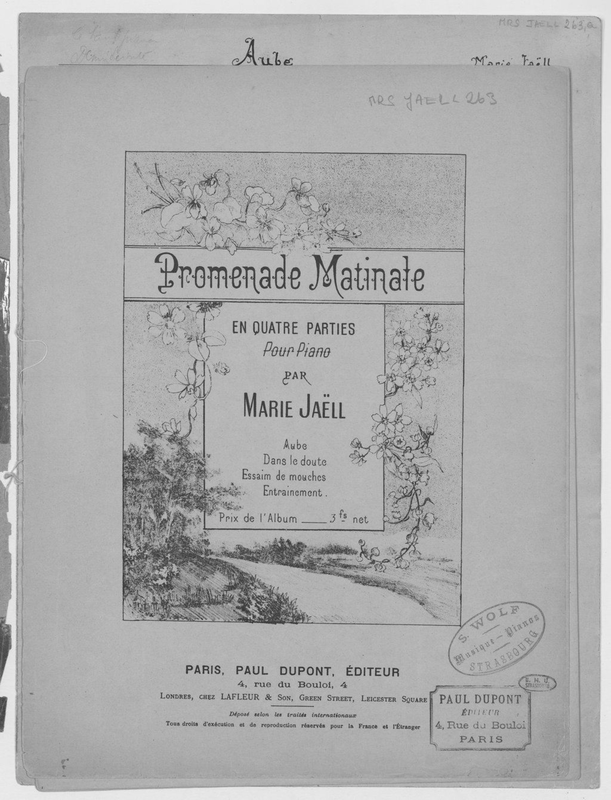 MRS JAELL 263,a
Aube
Marie Jaëll
MRS JAELL 263
Promenade Matinale
EN QUATRE PARTIES
Pour Piano
PAR
MARIE JAËLL
Aube
Dans le doute
Essaim de mouches
Entrainement.
Prix de l'Album ____ 3 fs net
S. WOLF
Musique - Pianos
STRASBOURG
PARIS, PAUL DUPONT, ÉDITEUR
4, rue du Bouloi, 4
LONDRES, CHEZ LAFLEUR & SON, GREEN STREET, LEICESTER SQUARE
Déposé selon les traités internationaux
Tous droits d'exécution et de reproduction réservés pour la France et l'Étranger
PAUL DUPONT
ÉDITEUR
4, Rue du Bouloi
PARIS